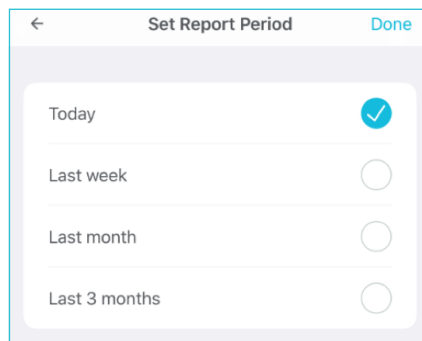 Set Report Period Done
Today
Last week
Last month
Last 3 months